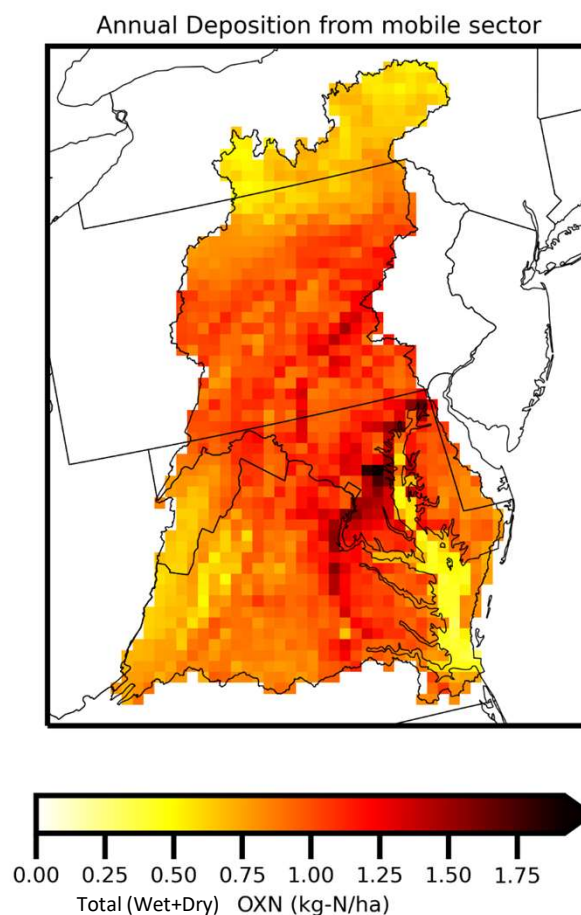 Annual Deposition from mobile sector
0.00 0.25 0.50 0.75 1.00 1.25 1.50 1.75
Total (Wet+Dry) OXN (kg-N/ha)